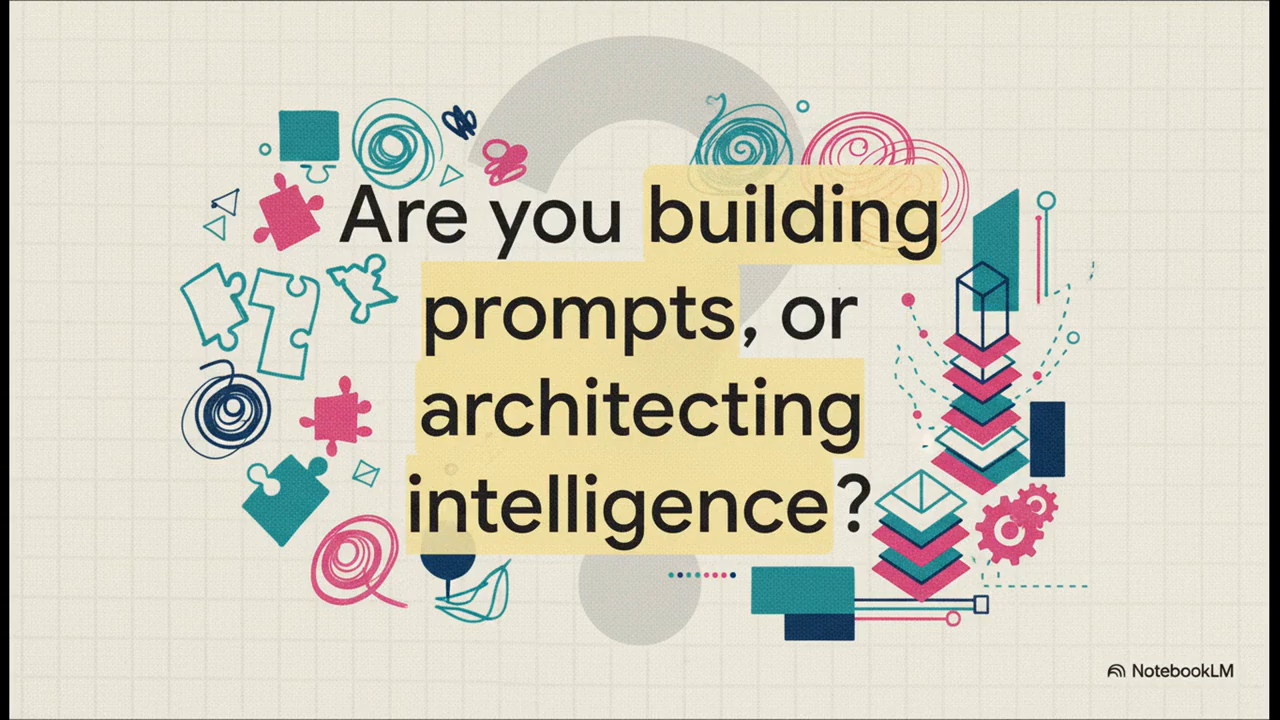 Are you building
prompts, or
architecting
intelligence?
NotebookLM